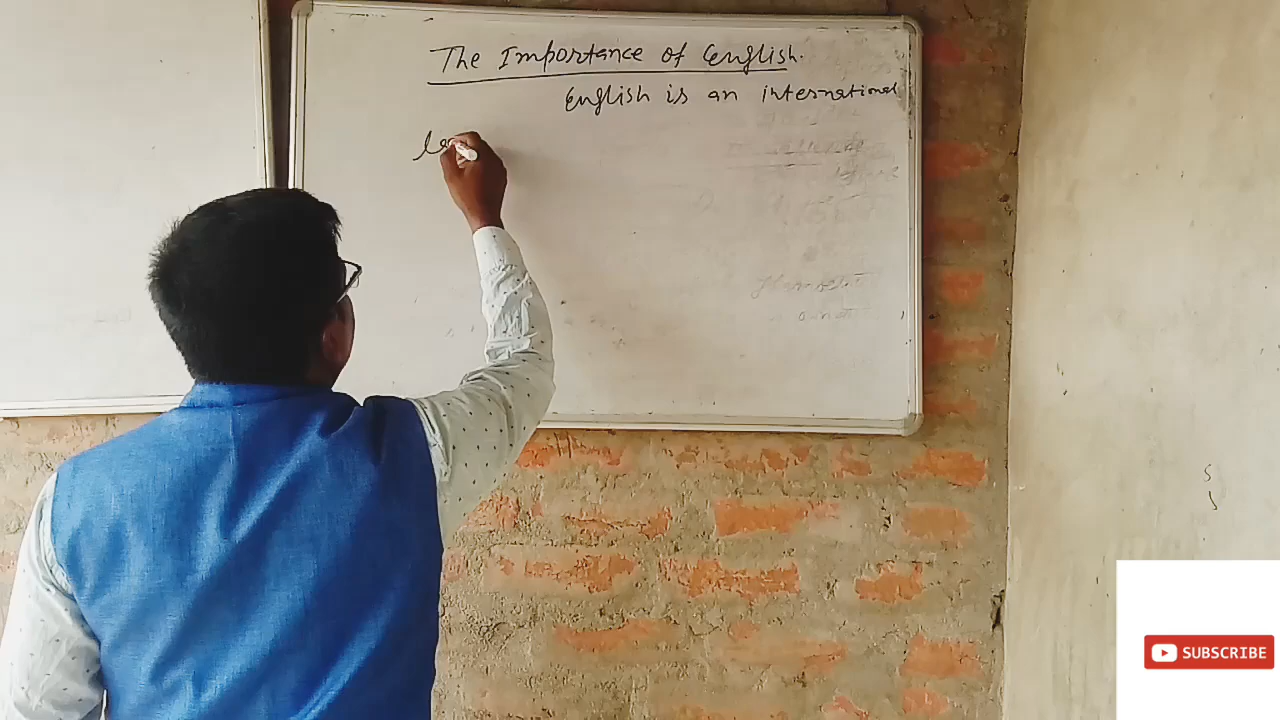 The Importance of English.
English is an international
SUBSCRIBE